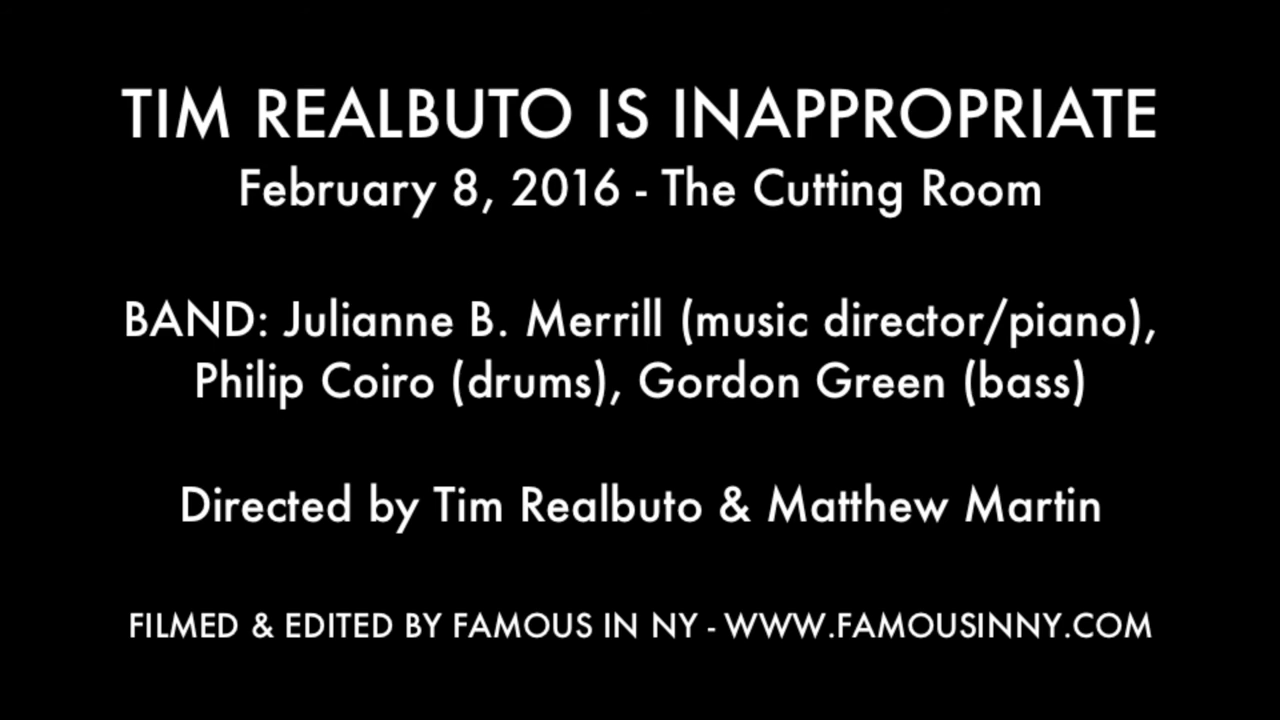 TIM REALBUTO IS INAPPROPRIATE
February 8, 2016 - The Cutting Room
BAND: Julianne B. Merrill (music director/piano),
Philip Coiro (drums), Gordon Green (bass)
Directed by Tim Realbuto & Matthew Martin
FILMED & EDITED BY FAMOUS IN NY - WWW.FAMOUSINNY.COM